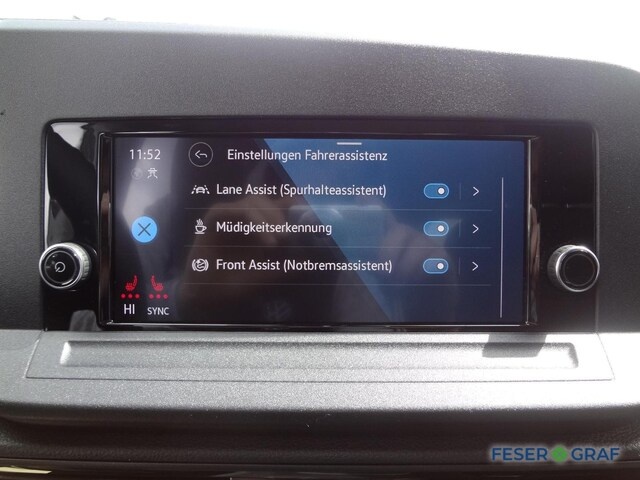 11:52
Einstellungen Fahrerassistenz
Lane Assist (Spurhalteassistent)
Müdigkeitserkennung
Front Assist (Notbremsassistent)
HI SYNC
FESER GRAF